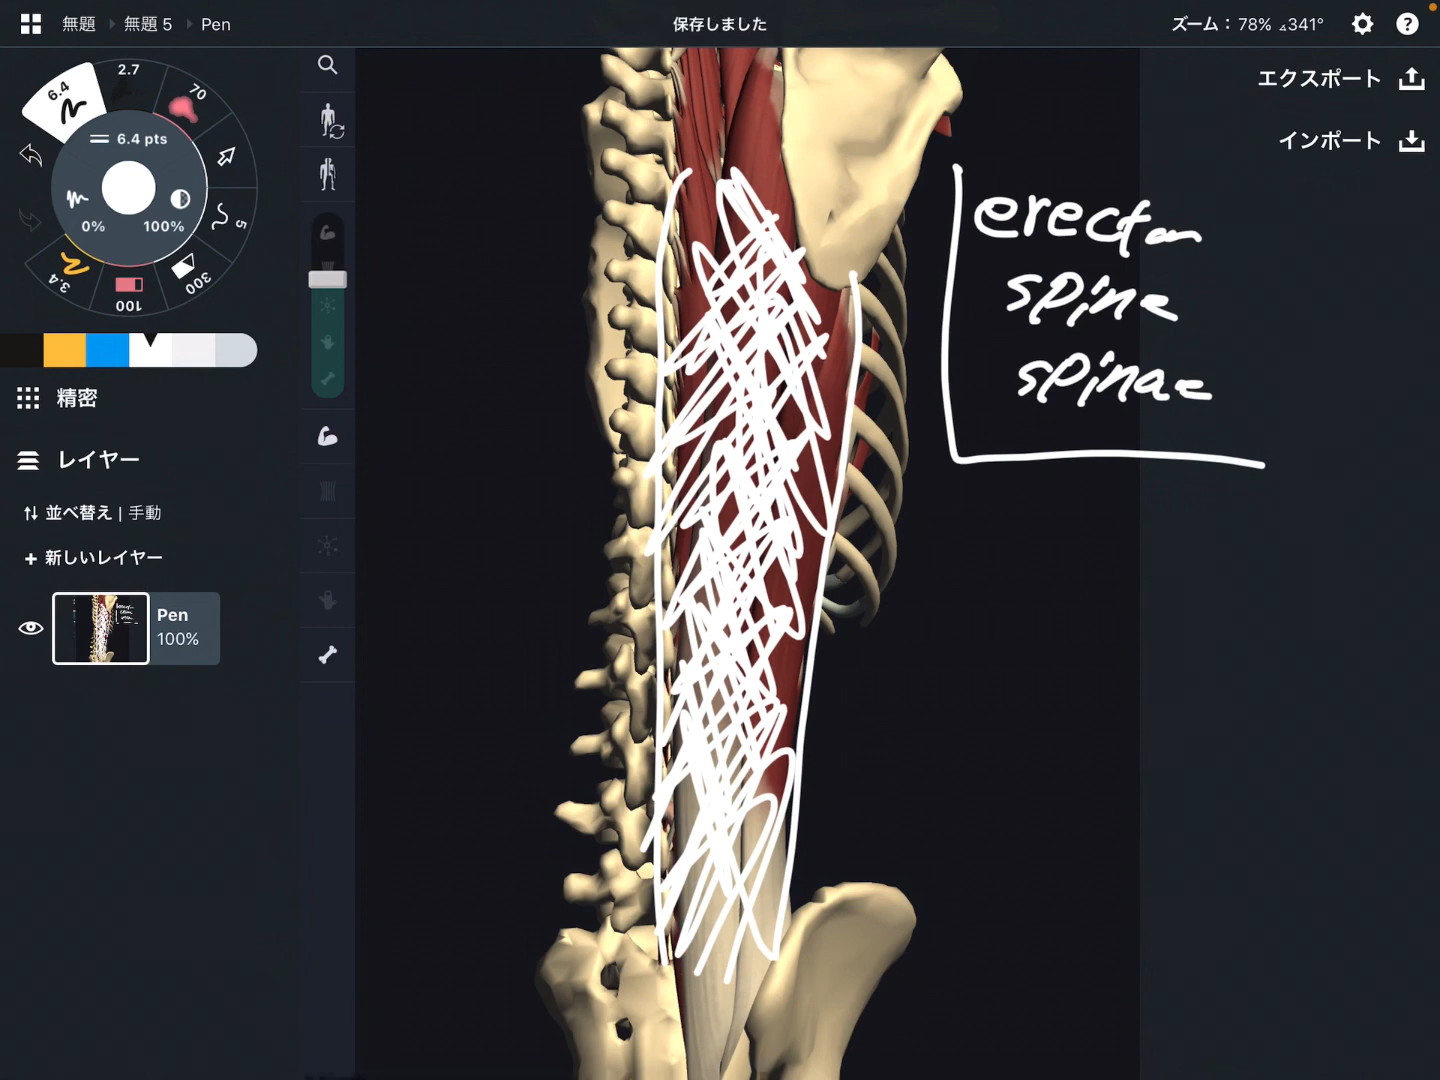 無題 無題 5 Pen
保存しました
ズーム：78% ⊿341°
エクスポート
インポート
6.4
2.7
70
5
300
100
3.4
6.4 pts
0%
100%
精密
レイヤー
並べ替え | 手動
+ 新しいレイヤー
Pen
100%
erector
spine
spinae